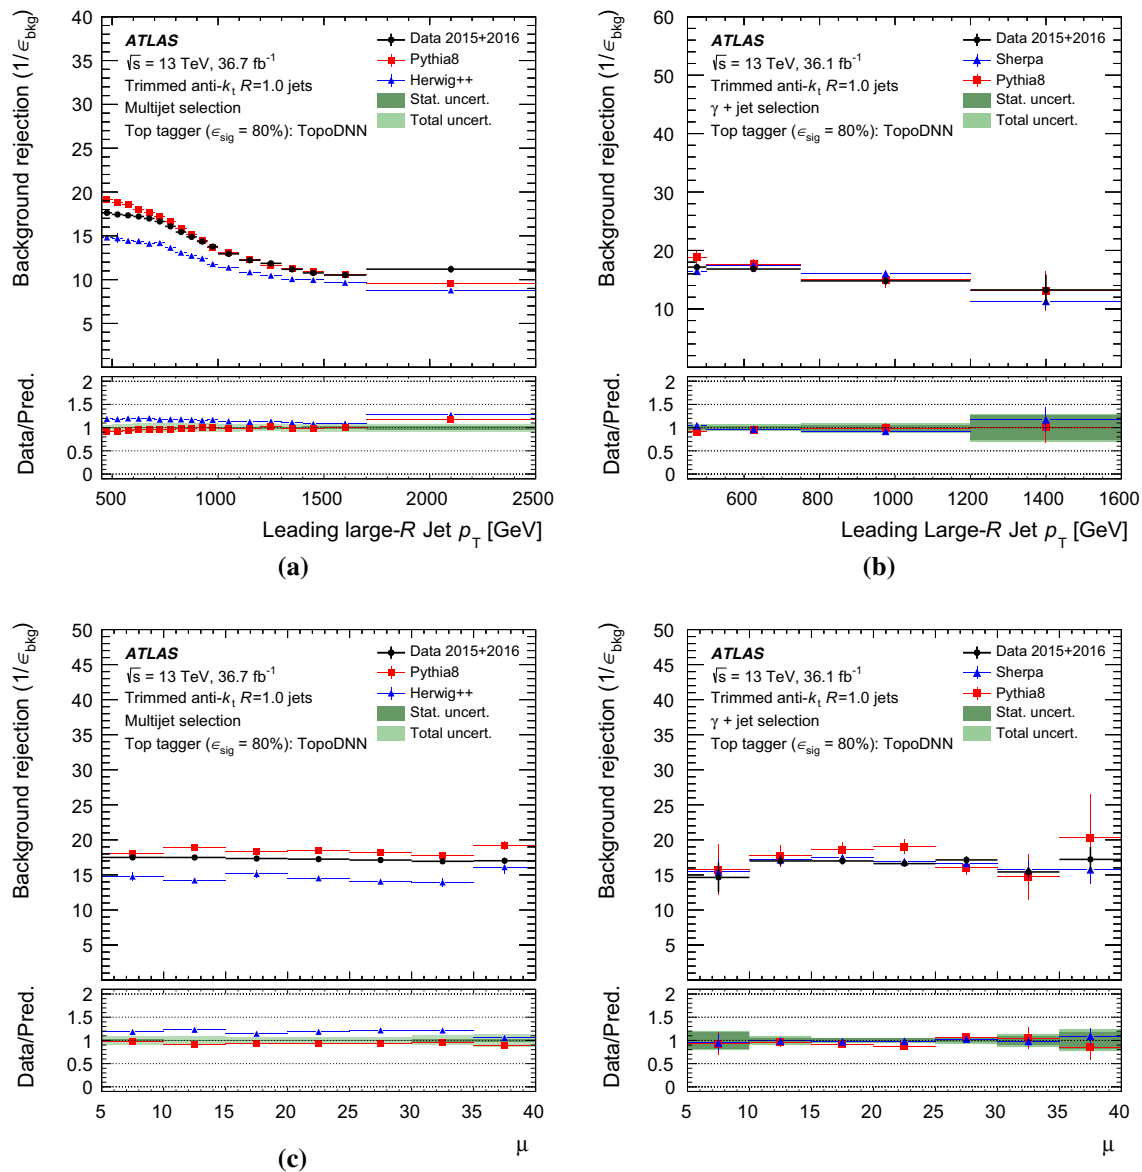 Background rejection (1/ϵbkg)
40
35
30
25
20
15
10
5
ATLAS
√s = 13 TeV, 36.7 fb-1
Trimmed anti-kt R=1.0 jets
Multijet selection
Top tagger (ϵsig = 80%): TopoDNN
Data 2015+2016
Pythia8
Herwig++
Stat. uncert.
Total uncert.
Data/Pred.
2
1.5
1
0.5
0
500 1000 1500 2000 2500
Leading large-R Jet pT [GeV]
(a)
Background rejection (1/ϵbkg)
60
50
40
30
20
10
ATLAS
√s = 13 TeV, 36.1 fb-1
Trimmed anti-kt R=1.0 jets
γ + jet selection
Top tagger (ϵsig = 80%): TopoDNN
Data 2015+2016
Sherpa
Pythia8
Stat. uncert.
Total uncert.
Data/Pred.
2
1.5
1
0.5
0
600 800 1000 1200 1400 1600
Leading Large-R Jet pT [GeV]
(b)
Background rejection (1/ϵbkg)
50
45
40
35
30
25
20
15
10
5
ATLAS
√s = 13 TeV, 36.7 fb-1
Trimmed anti-kt R=1.0 jets
Multijet selection
Top tagger (ϵsig = 80%): TopoDNN
Data 2015+2016
Pythia8
Herwig++
Stat. uncert.
Total uncert.
Data/Pred.
2
1.5
1
0.5
0
5 10 15 20 25 30 35 40
μ
(c)
Background rejection (1/ϵbkg)
50
45
40
35
30
25
20
15
10
5
ATLAS
√s = 13 TeV, 36.1 fb-1
Trimmed anti-kt R=1.0 jets
γ + jet selection
Top tagger (ϵsig = 80%): TopoDNN
Data 2015+2016
Sherpa
Pythia8
Stat. uncert.
Total uncert.
Data/Pred.
2
1.5
1
0.5
0
5 10 15 20 25 30 35 40
μ